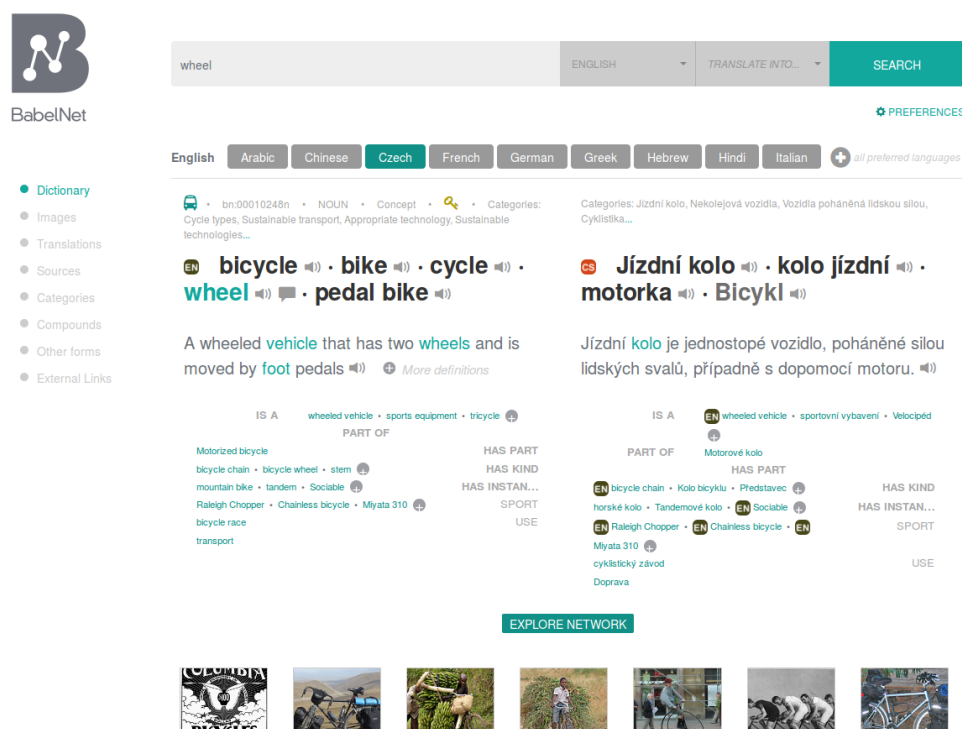 BabelNet
wheel
ENGLISH
TRANSLATE INTO...
SEARCH
PREFERENCES
English Arabic Chinese Czech French German Greek Hebrew Hindi Italian all preferred languages
Dictionary
Images
Translations
Sources
Categories
Compounds
Other forms
External Links
• bn:00010248n • NOUN • Concept • • Categories:
Cycle types, Sustainable transport, Appropriate technology, Sustainable
technologies...
EN bicycle · bike · cycle ·
wheel · pedal bike
A wheeled vehicle that has two wheels and is
moved by foot pedals More definitions
IS A wheeled vehicle • sports equipment • tricycle
PART OF
Motorized bicycle HAS PART
bicycle chain • bicycle wheel • stem HAS KIND
mountain bike • tandem • Sociable HAS INSTAN...
Raleigh Chopper • Chainless bicycle • Miyata 310 SPORT
bicycle race USE
transport
Categories: Jízdní kolo, Nekolejová vozidla, Vozidla poháněná lidskou silou,
Cyklistika...
CS Jízdní kolo · kolo jízdní ·
motorka · Bicykl
Jízdní kolo je jednostopé vozidlo, poháněné silou
lidských svalů, případně s dopomocí motoru.
IS A EN wheeled vehicle • sportovní vybavení • Velocipéd
PART OF Motorové kolo
HAS PART
EN bicycle chain • Kolo bicyklu • Představec HAS KIND
horské kolo • Tandemové kolo • EN Sociable HAS INSTAN...
EN Raleigh Chopper • EN Chainless bicycle • EN SPORT
Miyata 310
cyklistický závod USE
Doprava
EXPLORE NETWORK
COLUMBIA
BICYCLES